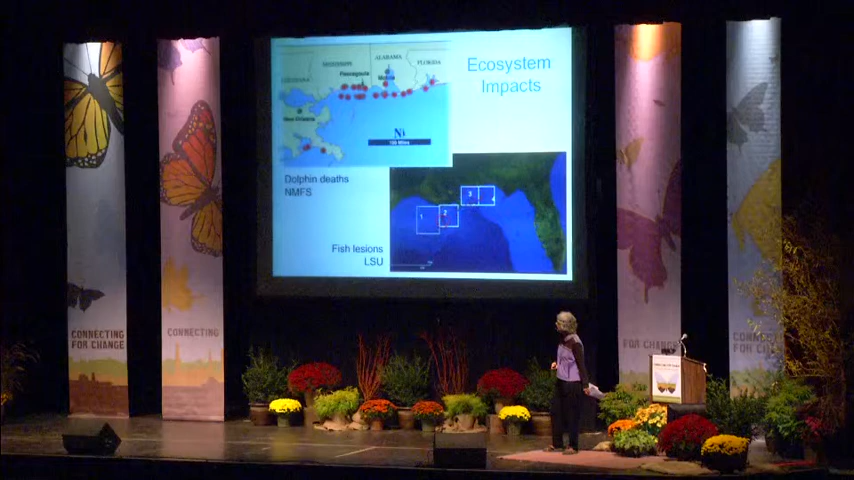 Ecosystem
Impacts
MISSISSIPPI
ALABAMA
FLORIDA
LOUISIANA
Pascagoula
Mobile
New Orleans
N
100 Miles
Dolphin deaths
NMFS
1
2
3
4
Fish lesions
LSU
CONNECTING
FOR CHANGE
CONNECTING
FOR CHANGE
CONNECTING
FOR CHANGE